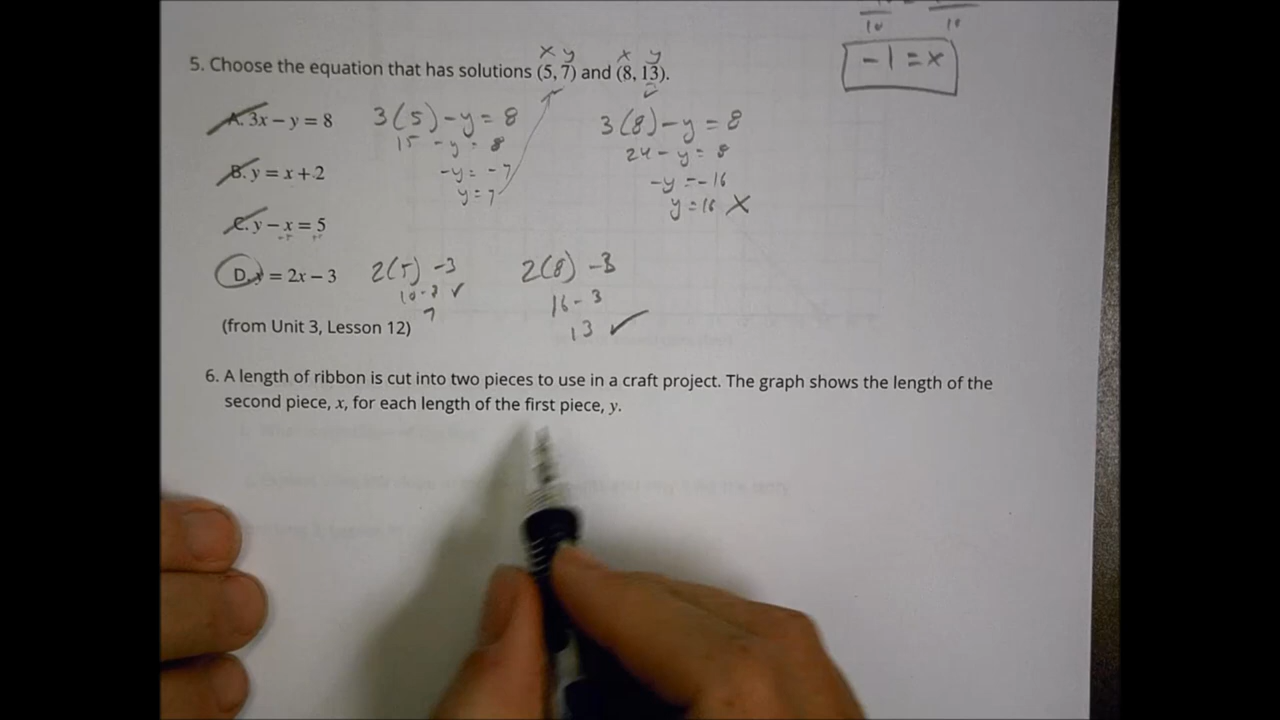 10 10
-1 = x
x y x y
5. Choose the equation that has solutions (5, 7) and (8, 13).
A. 3x − y = 8 3(5) - y = 8 3(8) - y = 8
15 - y = 8 24 - y = 8
-y = -7 -y = -16
B. y = x + 2
y = 7 y = 16 X
C. y − x = 5
D. y = 2x − 3 2(5) - 3 2(8) - 3
10 - 3 ✓ 16 - 3
7 13 ✓
(from Unit 3, Lesson 12)
6. A length of ribbon is cut into two pieces to use in a craft project. The graph shows the length of the
second piece, x, for each length of the first piece, y.